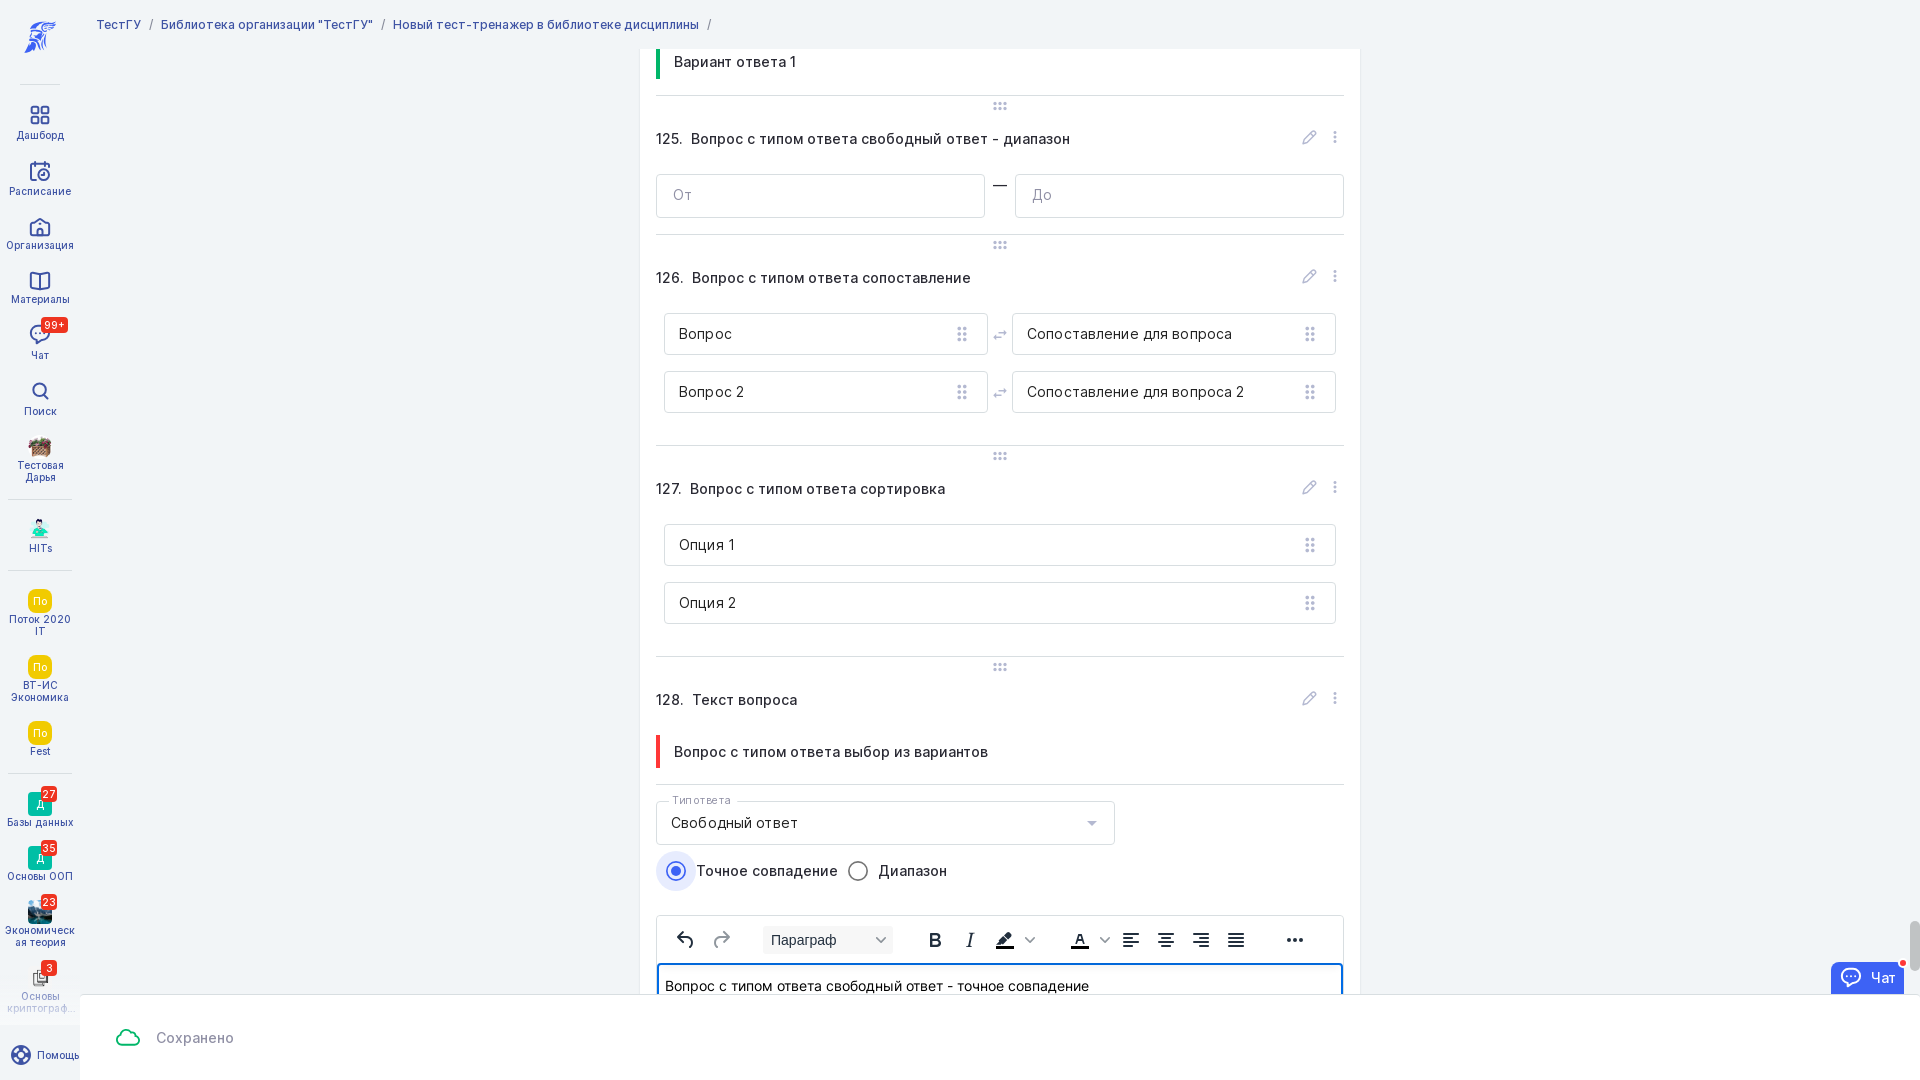 ТестГУ / Библиотека организации "ТестГУ" / Новый тест-тренажер в библиотеке дисциплины /
Дашборд
Расписание
Организация
Материалы
99+
Чат
Поиск
Тестовая
Дарья
HITs
По
Поток 2020
IT
По
ВТ-ИС
Экономика
По
Fest
27
Д
Базы данных
35
Д
Основы ООП
23
Экономическ
ая теория
3
Основы
криптограф...
Помощь
Вариант ответа 1
125. Вопрос с типом ответа свободный ответ - диапазон
От — До
126. Вопрос с типом ответа сопоставление
Вопрос Сопоставление для вопроса
Вопрос 2 Сопоставление для вопроса 2
127. Вопрос с типом ответа сортировка
Опция 1
Опция 2
128. Текст вопроса
Вопрос с типом ответа выбор из вариантов
Тип ответа
Свободный ответ
Точное совпадение Диапазон
Параграф
Вопрос с типом ответа свободный ответ - точное совпадение
Чат
Сохранено